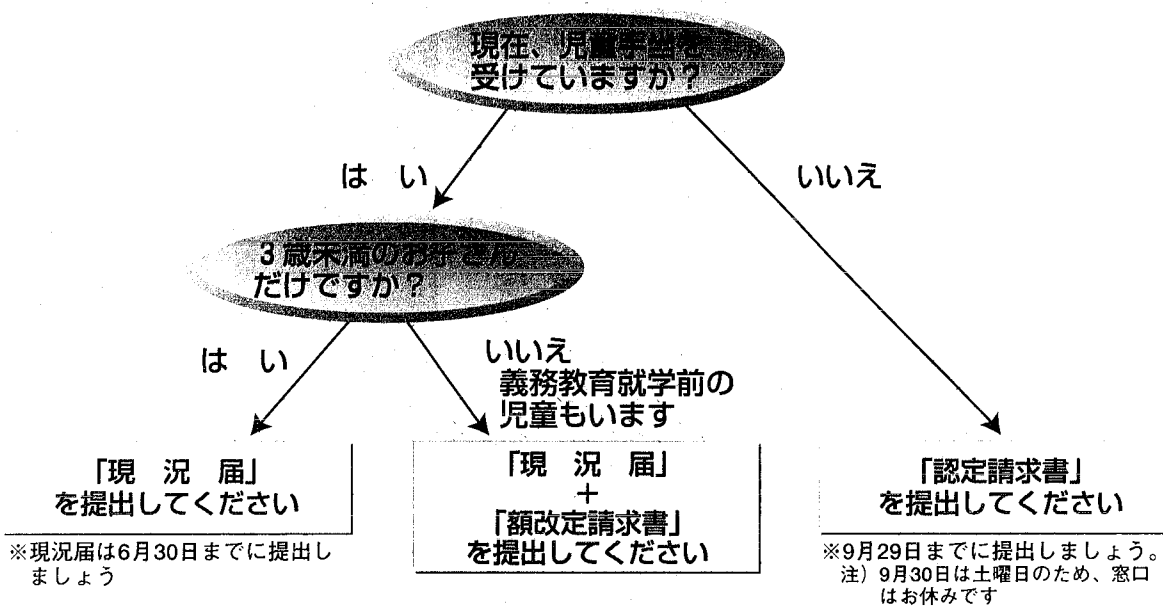 現在、児童手当を
受けていますか？
は い
いいえ
3歳未満のお子さん
だけですか？
は い
いいえ
義務教育就学前の
児童もいます
「現 況 届」
を提出してください
※現況届は6月30日までに提出し
ましょう
「現 況 届」
＋
「額改定請求書」
を提出してください
「認定請求書」
を提出してください
※9月29日までに提出しましょう。
注）9月30日は土曜日のため、窓口
はお休みです